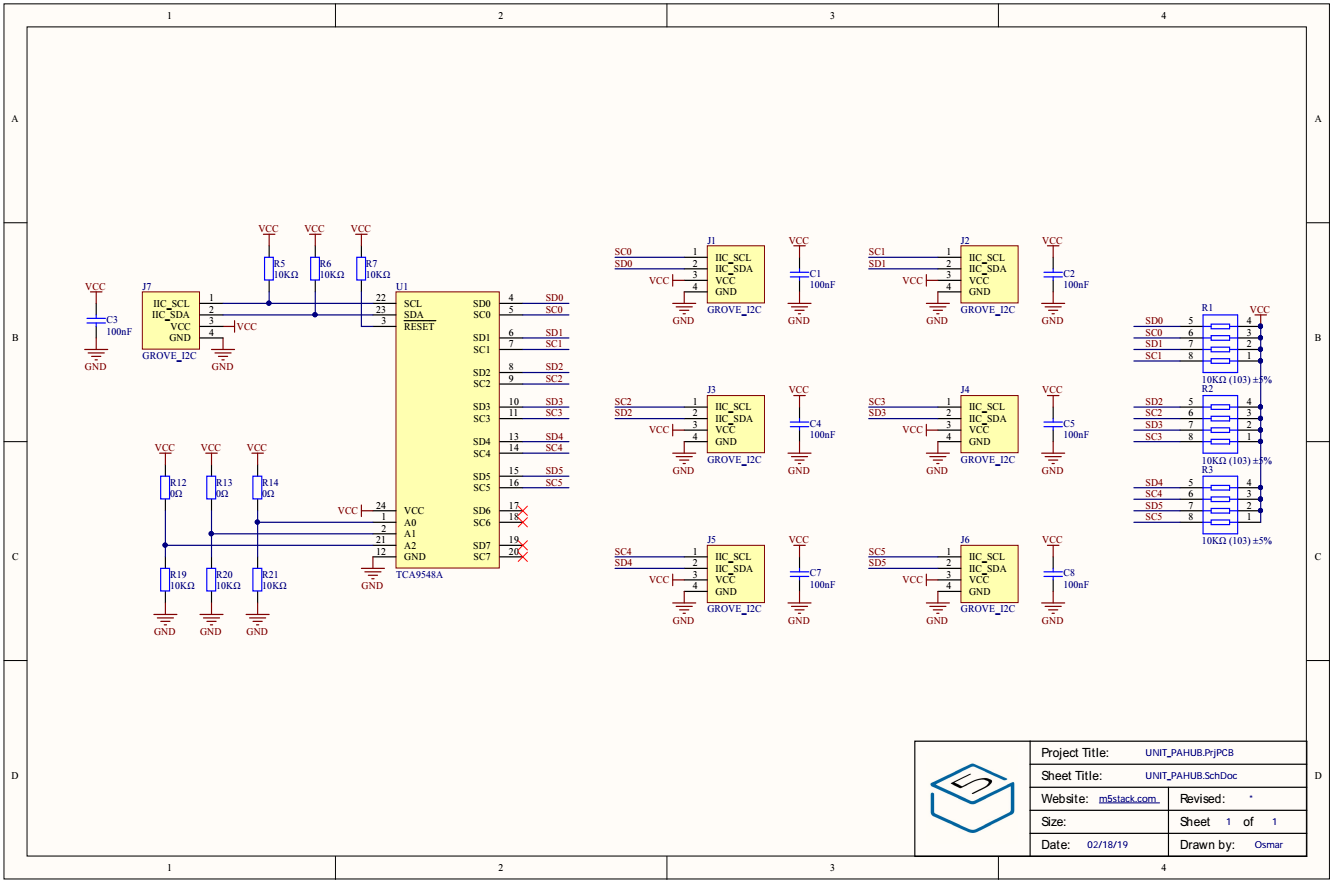 1 2 3 4
A A
B B
C C
D D
1 2 3 4
VCC
C3
100nF
GND
J7
IIC_SCL 1
IIC_SDA 2
VCC 3 VCC
GND 4
GROVE_I2C
GND
VCC VCC VCC
R5 R6 R7
10KΩ 10KΩ 10KΩ
U1
22 SCL
23 SDA
3 RESET
VCC 24 VCC
1 A0
2 A1
21 A2
12 GND
GND
TCA9548A
SD0 4 SD0
SC0 5 SC0
SD1 6 SD1
SC1 7 SC1
SD2 8 SD2
SC2 9 SC2
SD3 10 SD3
SC3 11 SC3
SD4 13 SD4
SC4 14 SC4
SD5 15 SD5
SC5 16 SC5
SD6 17
SC6 18
SD7 19
SC7 20
VCC VCC VCC
R12 R13 R14
0Ω 0Ω 0Ω
R19 R20 R21
10KΩ 10KΩ 10KΩ
GND GND GND
J1
SC0 1 IIC_SCL
SD0 2 IIC_SDA
VCC 3 VCC
4 GND
GROVE_I2C
GND
VCC
C1
100nF
GND
J2
SC1 1 IIC_SCL
SD1 2 IIC_SDA
VCC 3 VCC
4 GND
GROVE_I2C
GND
VCC
C2
100nF
GND
J3
SC2 1 IIC_SCL
SD2 2 IIC_SDA
VCC 3 VCC
4 GND
GROVE_I2C
GND
VCC
C4
100nF
GND
J4
SC3 1 IIC_SCL
SD3 2 IIC_SDA
VCC 3 VCC
4 GND
GROVE_I2C
GND
VCC
C5
100nF
GND
J5
SC4 1 IIC_SCL
SD4 2 IIC_SDA
VCC 3 VCC
4 GND
GROVE_I2C
GND
VCC
C7
100nF
GND
J6
SC5 1 IIC_SCL
SD5 2 IIC_SDA
VCC 3 VCC
4 GND
GROVE_I2C
GND
VCC
C8
100nF
GND
R1 VCC
SD0 5 4
SC0 6 3
SD1 7 2
SC1 8 1
10KΩ (103) ±5%
R2
SD2 5 4
SC2 6 3
SD3 7 2
SC3 8 1
10KΩ (103) ±5%
R3
SD4 5 4
SC4 6 3
SD5 7 2
SC5 8 1
10KΩ (103) ±5%
5
Project Title: UNIT_PAHUB.PrjPCB
Sheet Title: UNIT_PAHUB.SchDoc
Website: m5stack.com Revised: *
Size: Sheet 1 of 1
Date: 02/18/19 Drawn by: Osmar